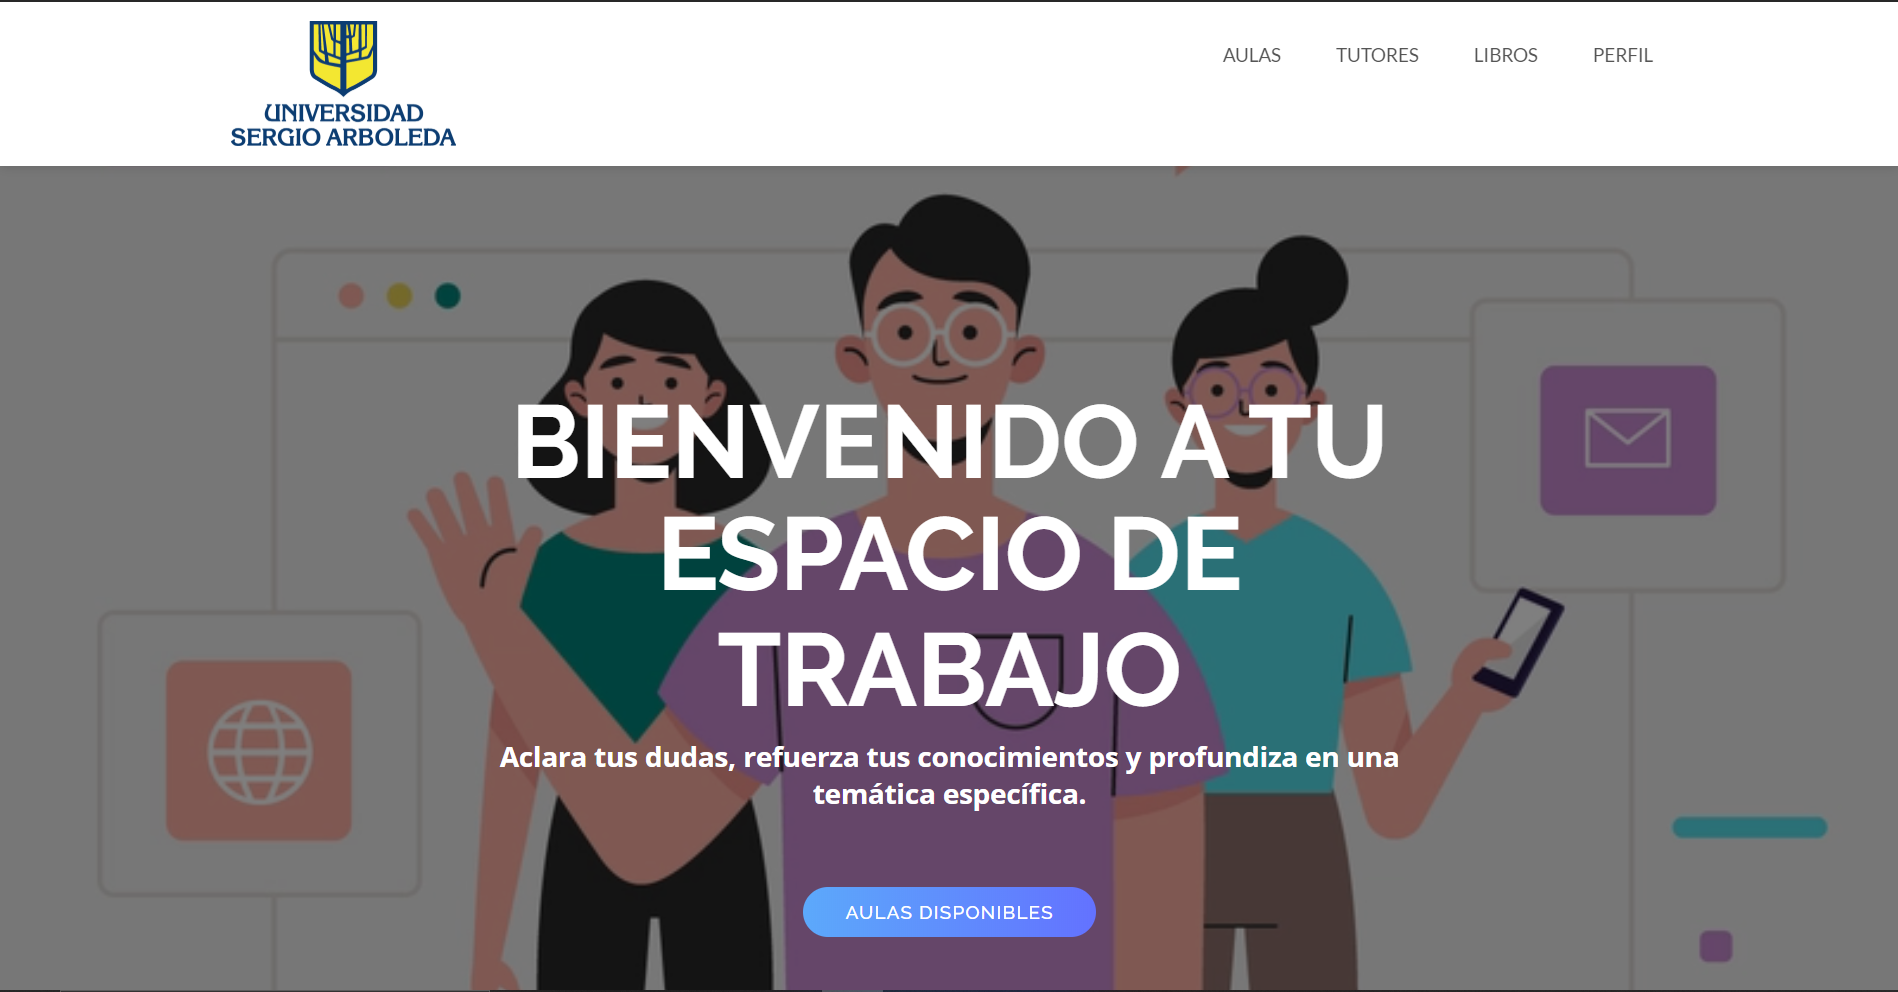 UNIVERSIDAD
SERGIO ARBOLEDA
AULAS TUTORES LIBROS PERFIL
BIENVENIDO A TU
ESPACIO DE
TRABAJO
Aclara tus dudas, refuerza tus conocimientos y profundiza en una
temática específica.
AULAS DISPONIBLES